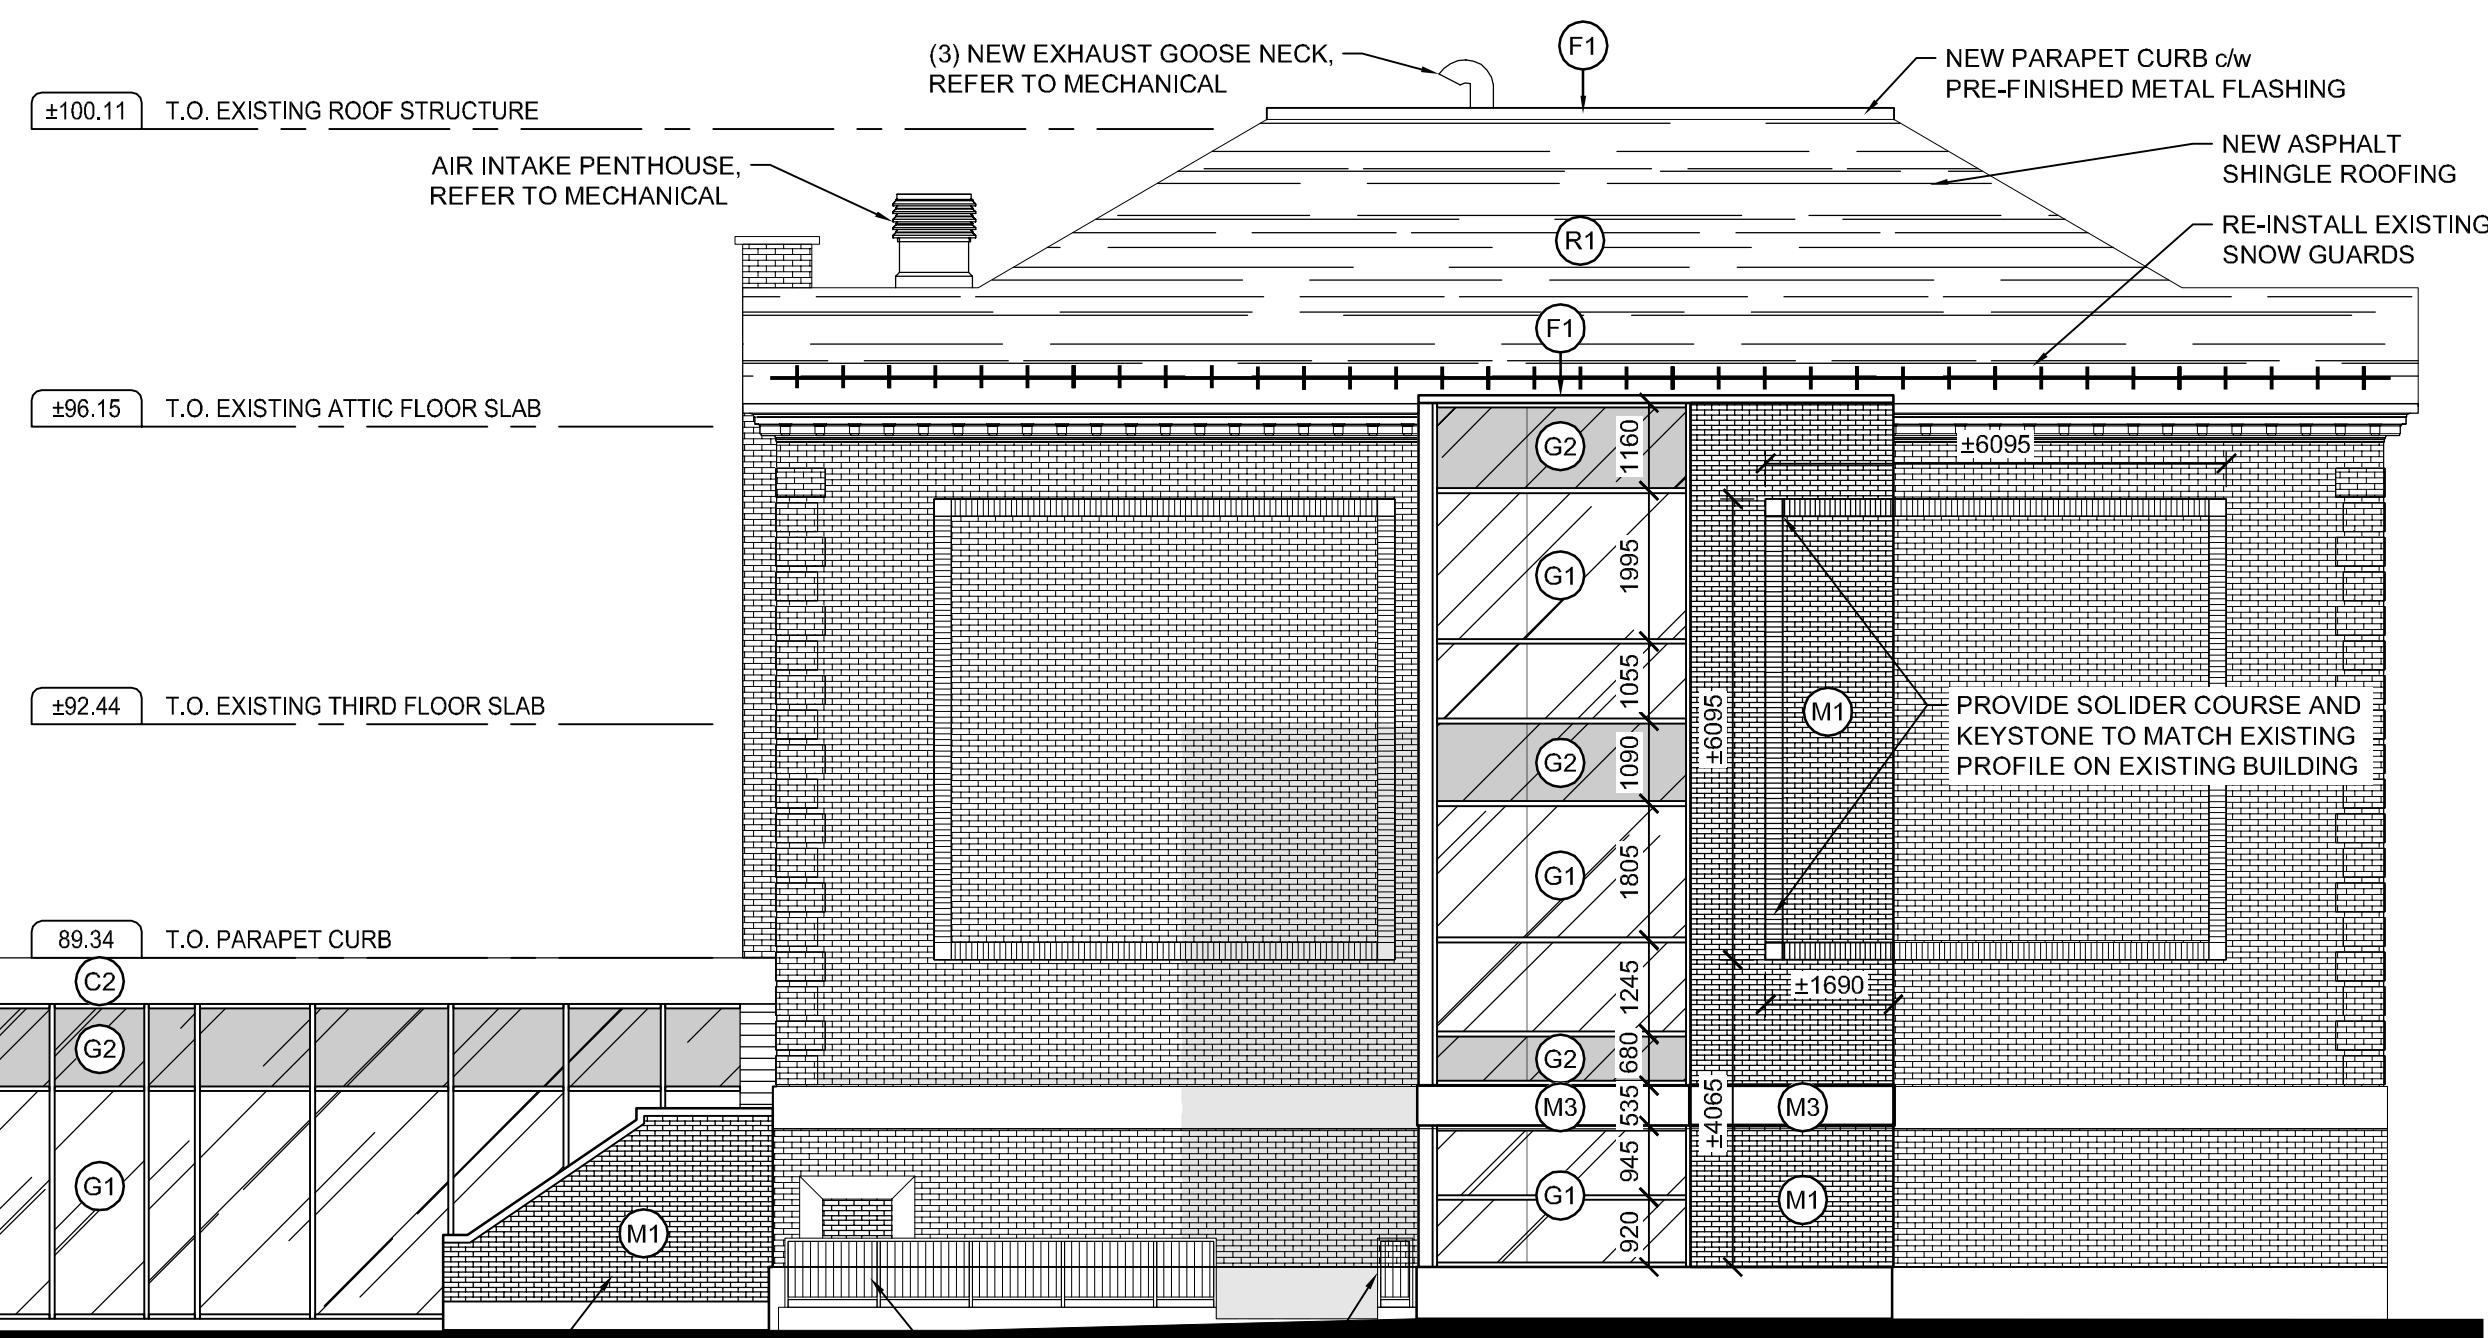 F1
(3) NEW EXHAUST GOOSE NECK,
REFER TO MECHANICAL
NEW PARAPET CURB c/w
PRE-FINISHED METAL FLASHING
±100.11 T.O. EXISTING ROOF STRUCTURE
AIR INTAKE PENTHOUSE,
REFER TO MECHANICAL
NEW ASPHALT
SHINGLE ROOFING
R1
RE-INSTALL EXISTING
SNOW GUARDS
F1
±96.15 T.O. EXISTING ATTIC FLOOR SLAB
G2
1160
±6095
G1
1995
1055
±92.44 T.O. EXISTING THIRD FLOOR SLAB
±6095
M1
PROVIDE SOLIDER COURSE AND
KEYSTONE TO MATCH EXISTING
PROFILE ON EXISTING BUILDING
G2
1090
G1
1805
89.34 T.O. PARAPET CURB
C2
1245
±1690
G2
G2
680
M3
535
±4065
M3
G1
945
G1
M1
M1
920